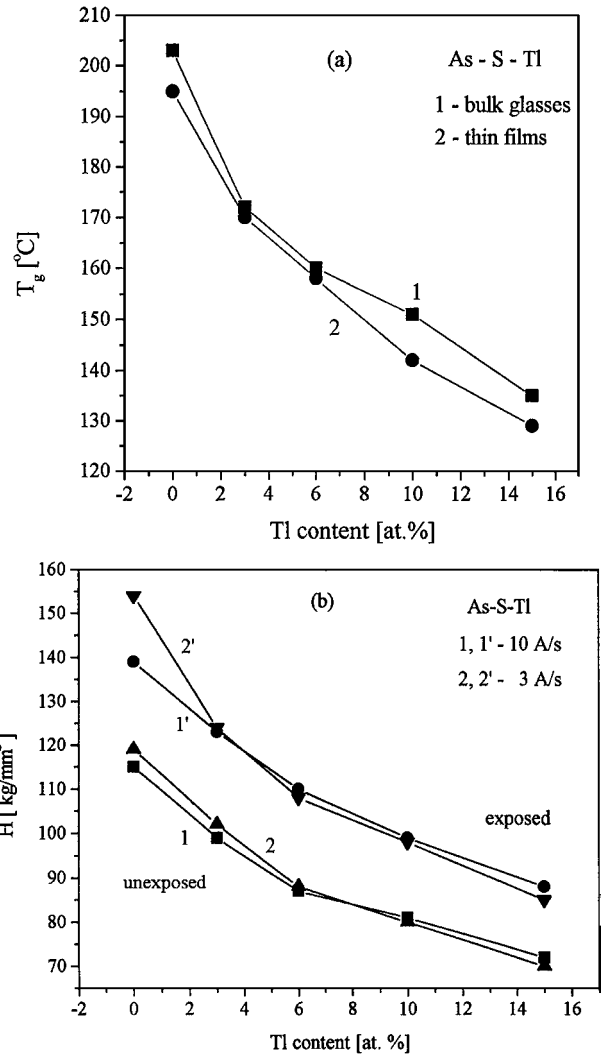 210
(a)
As - S - Tl
200
1 - bulk glasses
190
2 - thin films
180
170
T_g [°C]
160
1
150
2
140
130
120
-2 0 2 4 6 8 10 12 14 16
Tl content [at.%]
160
(b)
As-S-Tl
150
2'
1, 1' - 10 A/s
140
2, 2' - 3 A/s
130
1'
120
110
H [kg/mm²]
exposed
100
1
2
90
unexposed
80
70
-2 0 2 4 6 8 10 12 14 16
Tl content [at. %]